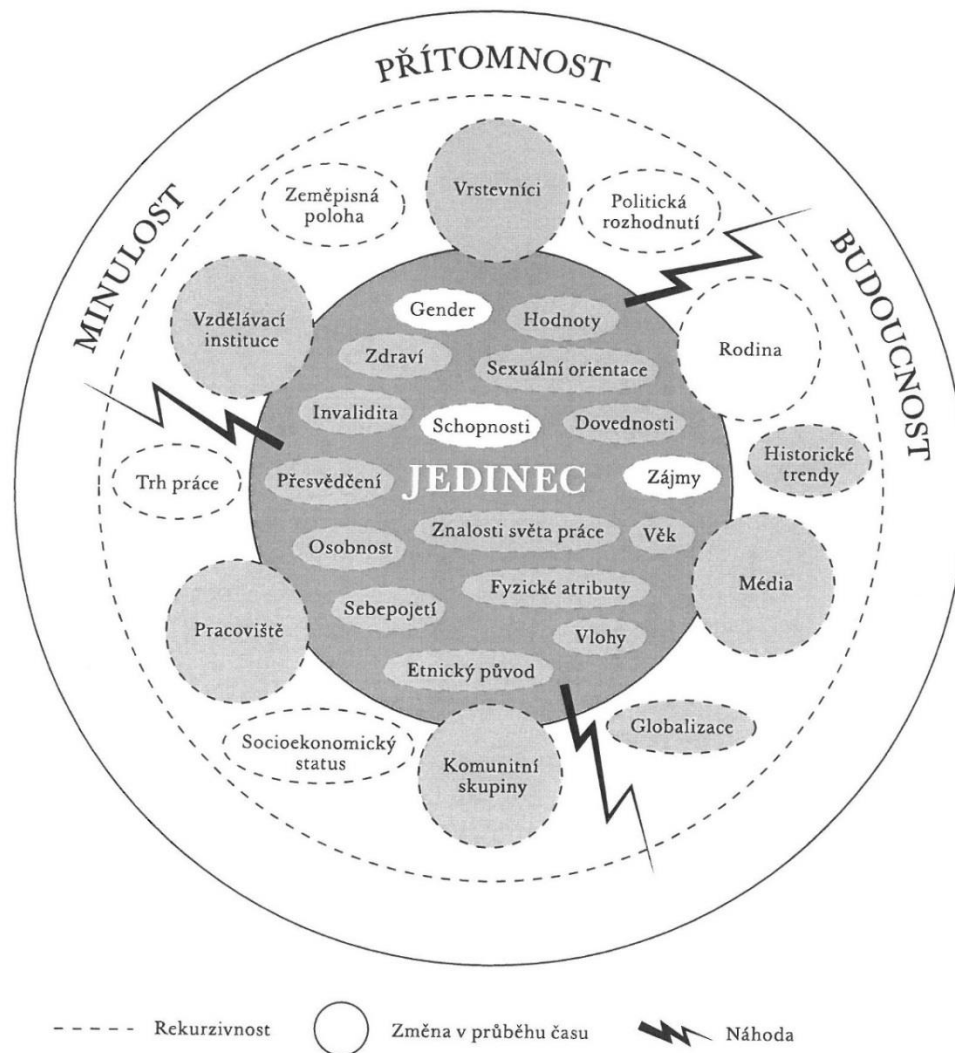 PŘÍTOMNOST
MINULOST
BUDOUCNOST
Zeměpisná
poloha
Vrstevníci
Politická
rozhodnutí
Vzdělávací
instituce
Gender
Hodnoty
Rodina
Zdraví
Sexuální orientace
Invalidita
Schopnosti
Dovednosti
Historické
trendy
Trh práce
Přesvědčení
JEDINEC
Zájmy
Osobnost
Znalosti světa práce
Věk
Média
Fyzické atributy
Sebepojetí
Pracoviště
Vlohy
Etnický původ
Socioekonomický
status
Komunitní
skupiny
Globalizace
Rekurzivnost
Změna v průběhu času
Náhoda